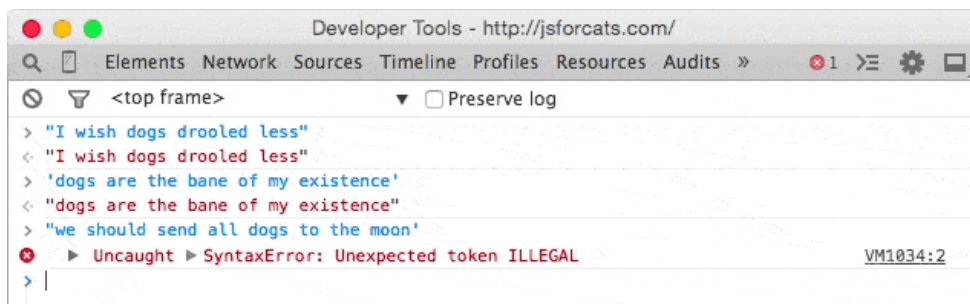 Developer Tools - http://jsforcats.com/
Elements Network Sources Timeline Profiles Resources Audits » 1
<top frame> ▼ Preserve log
> "I wish dogs drooled less"
<· "I wish dogs drooled less"
> 'dogs are the bane of my existence'
<· "dogs are the bane of my existence"
> "we should send all dogs to the moon'
▶ Uncaught ▶ SyntaxError: Unexpected token ILLEGAL VM1034:2
>